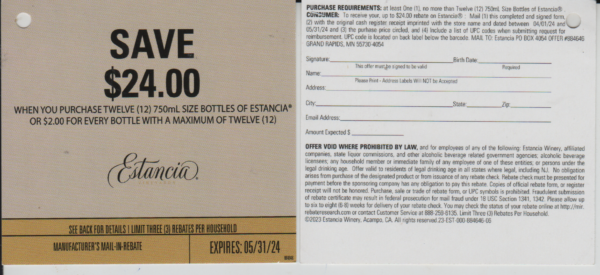 SAVE
$24.00
WHEN YOU PURCHASE TWELVE (12) 750mL SIZE BOTTLES OF ESTANCIA®
OR $2.00 FOR EVERY BOTTLE WITH A MAXIMUM OF TWELVE (12)
Estancia
SEE BACK FOR DETAILS | LIMIT THREE (3) REBATES PER HOUSEHOLD
MANUFACTURER'S MAIL-IN-REBATE
EXPIRES: 05/31/24
PURCHASE REQUIREMENTS: at least One (1), no more than Twelve (12) 750mL Size Bottles of Estancia®
CONSUMER: To receive your, up to $24.00 rebate on Estancia® : Mail (1) this completed and signed form,
(2) with the original cash register receipt imprinted with the store name and dated between 04/01/23 and
05/31/24 and (3) the purchase price circled, and (4) include a list of UPC codes when submitting request for
reimbursement. UPC code is located on back label below the barcode. MAIL TO: Estancia PO BOX 4054 OFFER #884646
GRAND RAPIDS, MN 55730-4054
Signature: Birth Date:
This offer must be signed to be valid Required
Name:
Please Print - Address Labels Will NOT be Accepted
Address:
City: State: Zip:
Email Address:
Amount Expected $
OFFER VOID WHERE PROHIBITED BY LAW, and for employees of any of the following: Estancia Winery, affiliated
companies, state liquor commissions, and other alcoholic beverage related government agencies; alcoholic beverage
licensees; any household member or immediate family of any employee of one of these entities; or persons under the
legal drinking age. Offer valid to residents of legal drinking age in all states where legal, including NJ. No obligation
arises from purchase of the designated product or from issuance of any rebate check. Rebate check must be presented for
payment before the sponsoring company has any obligation to pay this rebate. Copies of official rebate form, or register
receipt will not be honored. Purchase, sale or trade of rebate form, or UPC symbols is prohibited. Fraudulent submission
of rebate certificate may result in federal prosecution for mail fraud under 18 USC Section 1341, 1342. Please allow up
to six to eight (6-8) weeks for delivery of your rebate check. You may check the status of your rebate online at http://mir.
rebateresearch.com or contact Customer Service at 888-250-6135. Limit Three (3) Rebates Per Household.
©2023 Estancia Winery, Acampo, CA. All rights reserved 23-EST-000-884646-OE